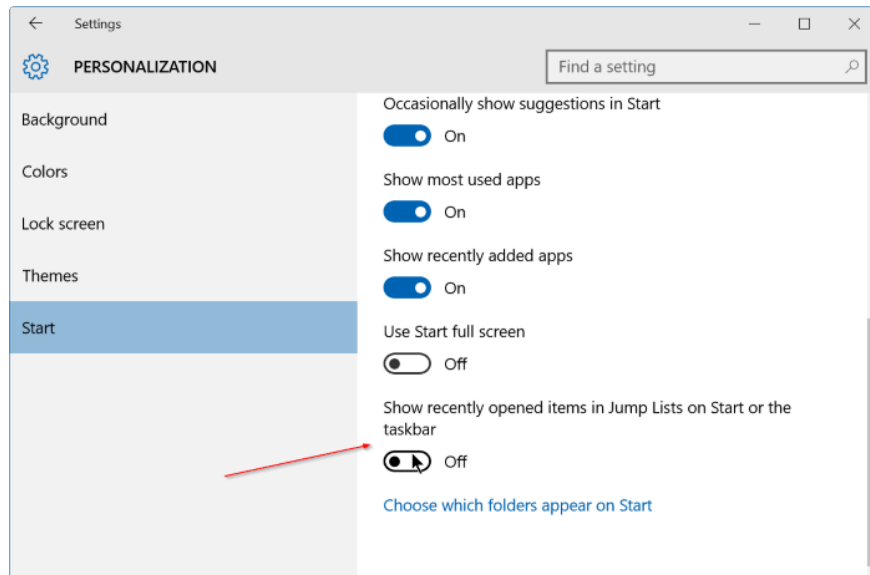 Settings
PERSONALIZATION
Find a setting
Background
Colors
Lock screen
Themes
Start
Occasionally show suggestions in Start
On
Show most used apps
On
Show recently added apps
On
Use Start full screen
Off
Show recently opened items in Jump Lists on Start or the
taskbar
Off
Choose which folders appear on Start